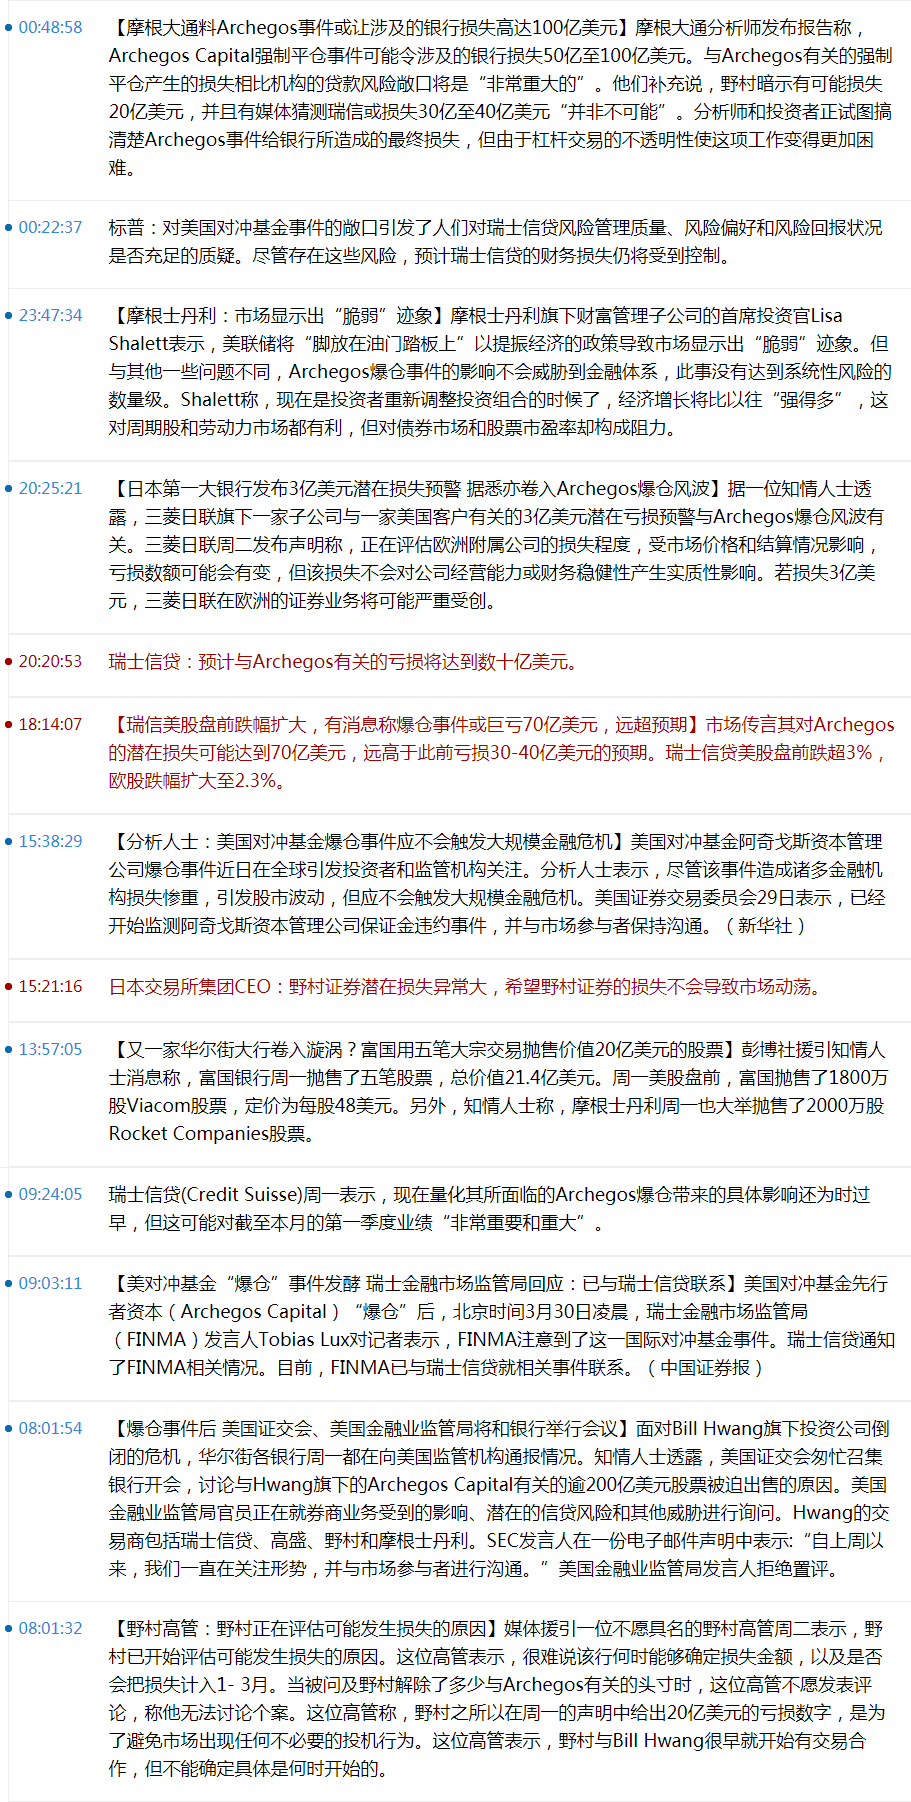 00:48:58
【摩根大通料Archegos事件或让涉及的银行损失高达100亿美元】摩根大通分析师发布报告称，
Archegos Capital强制平仓事件可能令涉及的银行损失50亿至100亿美元。与Archegos有关的强制
平仓产生的损失相比机构的贷款风险敞口将是“非常重大的”。他们补充说，野村暗示有可能损失
20亿美元，并且有媒体猜测瑞信或损失30亿至40亿美元“并非不可能”。分析师和投资者正试图搞
清楚Archegos事件给银行所造成的最终损失，但由于杠杆交易的不透明性使这项工作变得更加困
难。
00:22:37
标普：对美国对冲基金事件的敞口引发了人们对瑞士信贷风险管理质量、风险偏好和风险回报状况
是否充足的质疑。尽管存在这些风险，预计瑞士信贷的财务损失仍将受到控制。
23:47:34
【摩根士丹利：市场显示出“脆弱”迹象】摩根士丹利旗下财富管理子公司的首席投资官Lisa
Shalett表示，美联储将“脚放在油门踏板上”以提振经济的政策导致市场显示出“脆弱”迹象。但
与其他一些问题不同，Archegos爆仓事件的影响不会威胁到金融体系，此事没有达到系统性风险的
数量级。Shalett称，现在是投资者重新调整投资组合的时候了，经济增长将比以往“强得多”，这
对周期股和劳动力市场都有利，但对债券市场和股票市盈率却构成阻力。
20:25:21
【日本第一大银行发布3亿美元潜在损失预警 据悉亦卷入Archegos爆仓风波】据一位知情人士透
露，三菱日联旗下一家子公司与一家美国客户有关的3亿美元潜在亏损预警与Archegos爆仓风波有
关。三菱日联周二发布声明称，正在评估欧洲附属公司的损失程度，受市场价格和结算情况影响，
亏损数额可能会有变，但该损失不会对公司经营能力或财务稳健性产生实质性影响。若损失3亿美
元，三菱日联在欧洲的证券业务将可能严重受创。
20:20:53
瑞士信贷：预计与Archegos有关的亏损将达到数十亿美元。
18:14:07
【瑞信美股盘前跌幅扩大，有消息称爆仓事件或巨亏70亿美元，远超预期】市场传言其对Archegos
的潜在损失可能达到70亿美元，远高于此前亏损30-40亿美元的预期。瑞士信贷美股盘前跌超3%，
欧股跌幅扩大至2.3%。
15:38:29
【分析人士：美国对冲基金爆仓事件应不会触发大规模金融危机】美国对冲基金阿奇戈斯资本管理
公司爆仓事件近日在全球引发投资者和监管机构关注。分析人士表示，尽管该事件造成诸多金融机
构损失惨重，引发股市波动，但应不会触发大规模金融危机。美国证券交易委员会29日表示，已经
开始监测阿奇戈斯资本管理公司保证金违约事件，并与市场参与者保持沟通。（新华社）
15:21:16
日本交易所集团CEO：野村证券潜在损失异常大，希望野村证券的损失不会导致市场动荡。
13:57:05
【又一家华尔街大行卷入漩涡？富国用五笔大宗交易抛售价值20亿美元的股票】彭博社援引知情人
士消息称，富国银行周一抛售了五笔股票，总价值21.4亿美元。周一美股盘前，富国抛售了1800万
股Viacom股票，定价为每股48美元。另外，知情人士称，摩根士丹利周一也大举抛售了2000万股
Rocket Companies股票。
09:24:05
瑞士信贷(Credit Suisse)周一表示，现在量化其所面临的Archegos爆仓带来的具体影响还为时过
早，但这可能对截至本月的第一季度业绩“非常重要和重大”。
09:03:11
【美对冲基金“爆仓”事件发酵 瑞士金融市场监管局回应：已与瑞士信贷联系】美国对冲基金先行
者资本（Archegos Capital）“爆仓”后，北京时间3月30日凌晨，瑞士金融市场监管局
（FINMA）发言人Tobias Lux对记者表示，FINMA注意到了这一国际对冲基金事件。瑞士信贷通知
了FINMA相关情况。目前，FINMA已与瑞士信贷就相关事件联系。（中国证券报）
08:01:54
【爆仓事件后 美国证交会、美国金融业监管局将和银行举行会议】面对Bill Hwang旗下投资公司倒
闭的危机，华尔街各银行周一都在向美国监管机构通报情况。知情人士透露，美国证交会匆忙召集
银行开会，讨论与Hwang旗下的Archegos Capital有关的逾200亿美元股票被迫出售的原因。美国
金融业监管局官员正在就券商业务受到的影响、潜在的信贷风险和其他威胁进行询问。Hwang的交
易商包括瑞士信贷、高盛、野村和摩根士丹利。SEC发言人在一份电子邮件声明中表示:“自上周以
来，我们一直在关注形势，并与市场参与者进行沟通。”美国金融业监管局发言人拒绝置评。
08:01:32
【野村高管：野村正在评估可能发生损失的原因】媒体援引一位不愿具名的野村高管周二表示，野
村已开始评估可能发生损失的原因。这位高管表示，很难说该行何时能够确定损失金额，以及是否
会把损失计入1- 3月。当被问及野村解除了多少与Archegos有关的头寸时，这位高管不愿发表评
论，称他无法讨论个案。这位高管称，野村之所以在周一的声明中给出20亿美元的亏损数字，是为
了避免市场出现任何不必要的投机行为。这位高管表示，野村与Bill Hwang很早就开始有交易合
作，但不能确定具体是何时开始的。